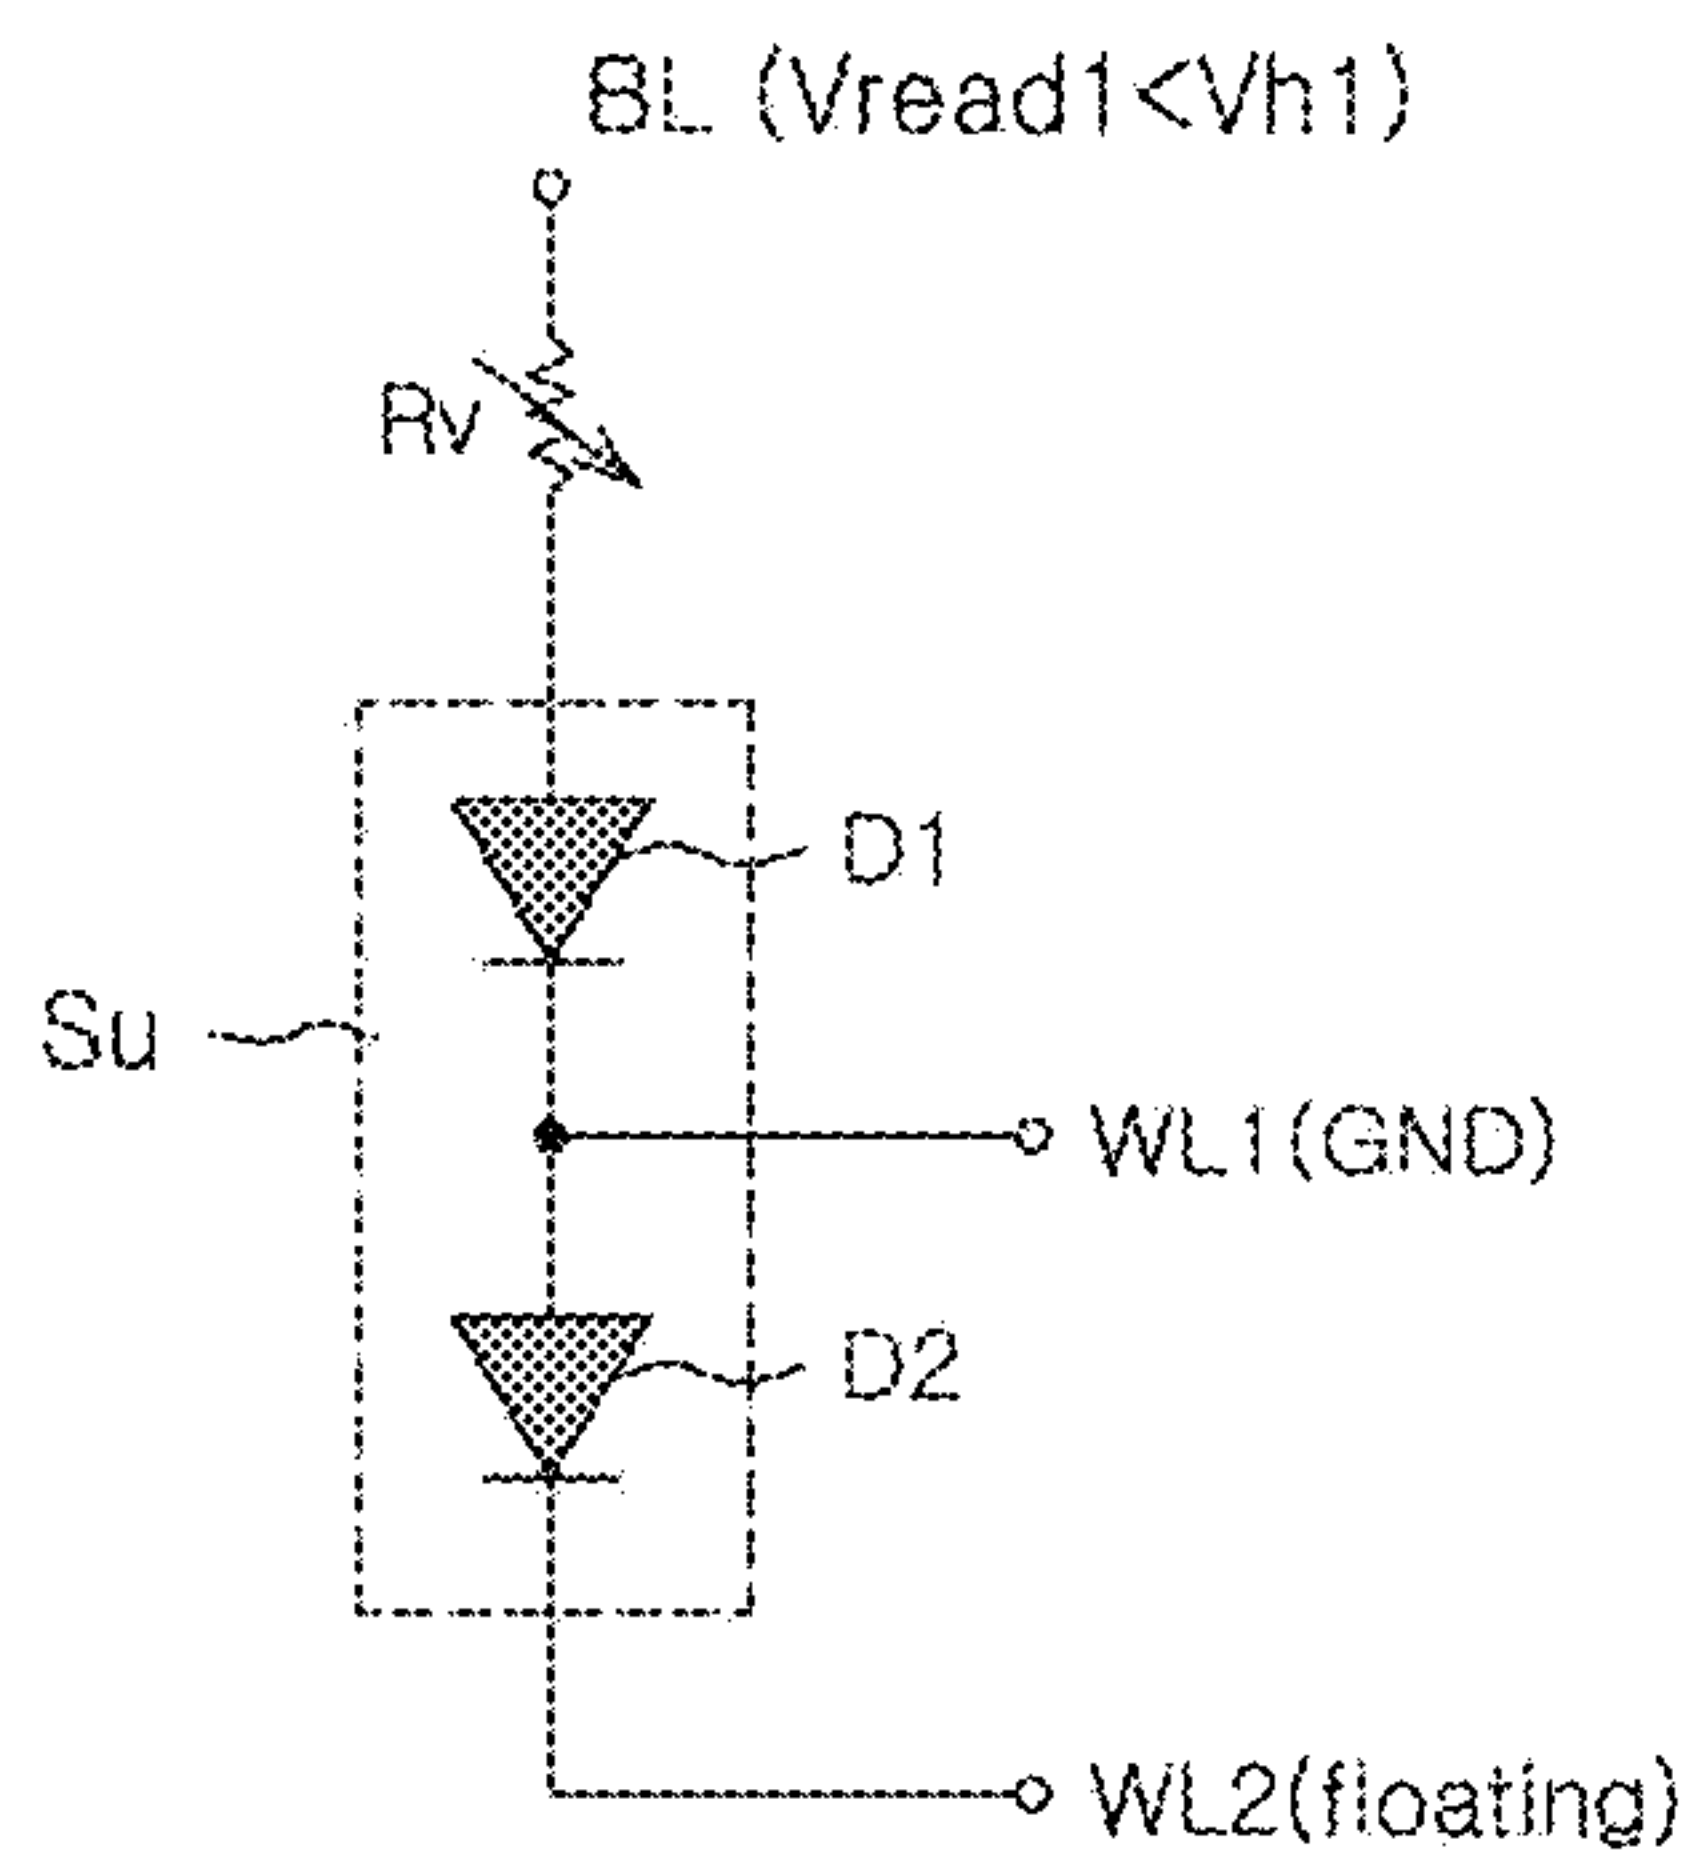 BL (Vread1<Vh1)
Rv
D1
Su
WL1(GND)
D2
WL2(floating)